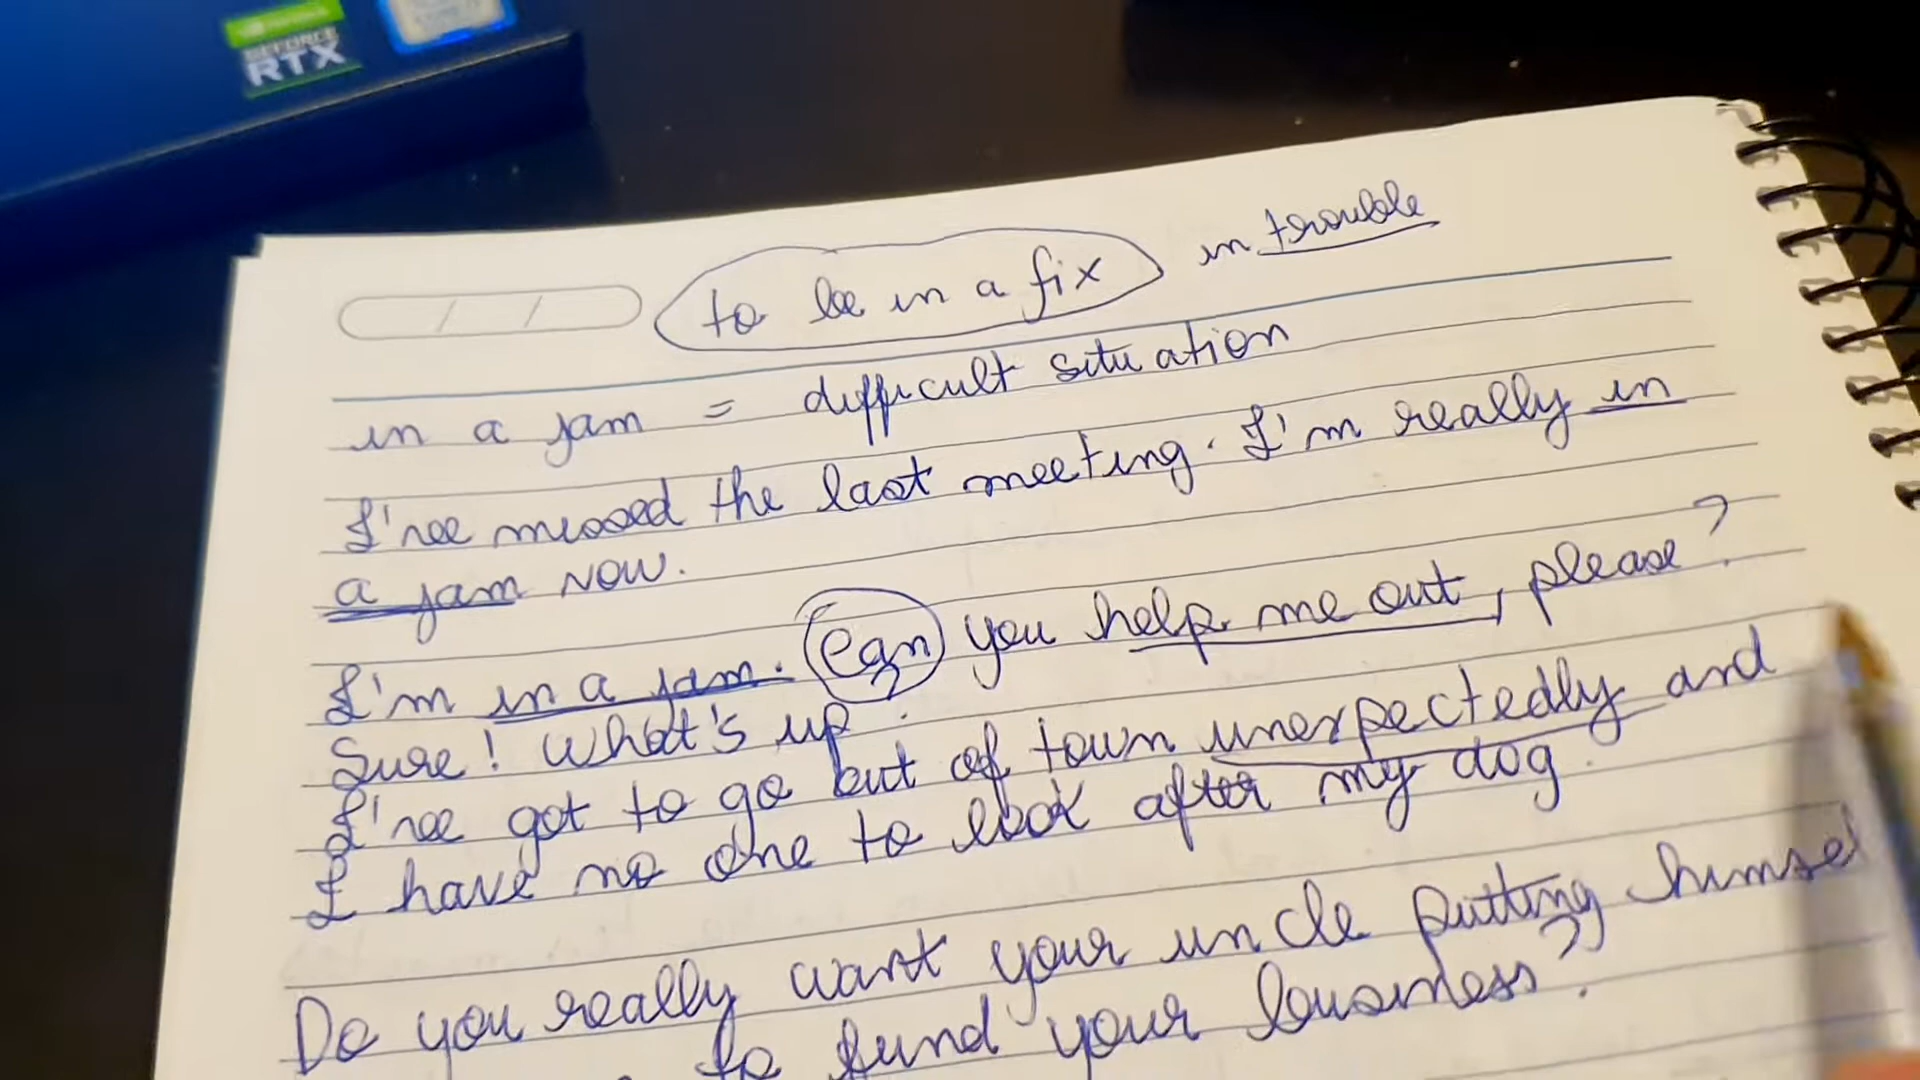 GEFORCE
RTX
to be in a fix in trouble
in a jam = difficult situation
I've missed the last meeting. I'm really in
a jam now.
I'm in a jam. Can you help me out, please?
Sure! What's up?
I've got to go out of town unexpectedly and
I have no one to look after my dog.
Do you really want your uncle putting himsel
to fund your business?